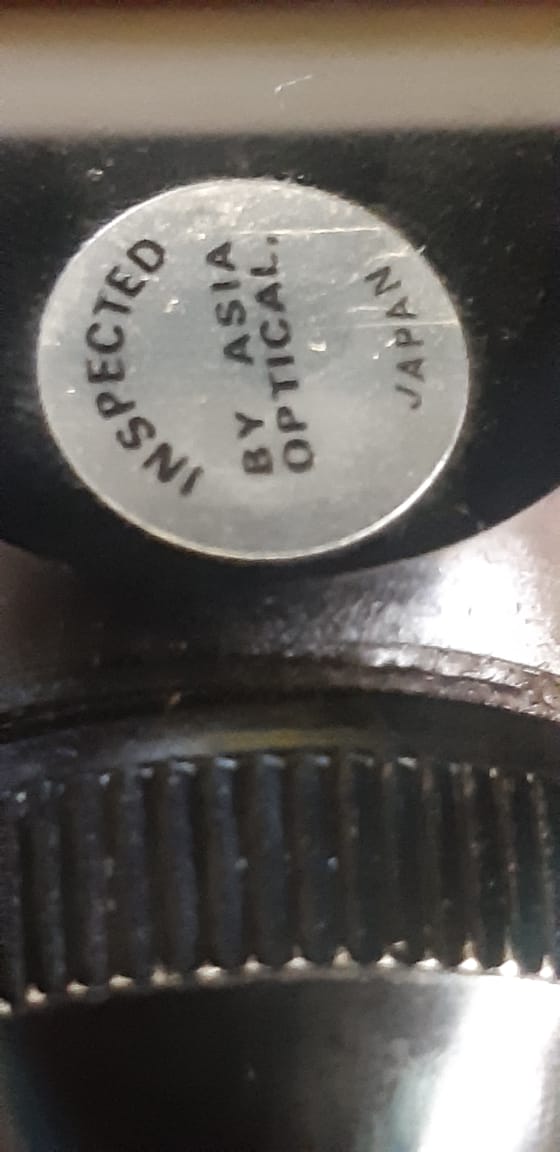 INSPECTED
BY ASIA
OPTICAL.
JAPAN